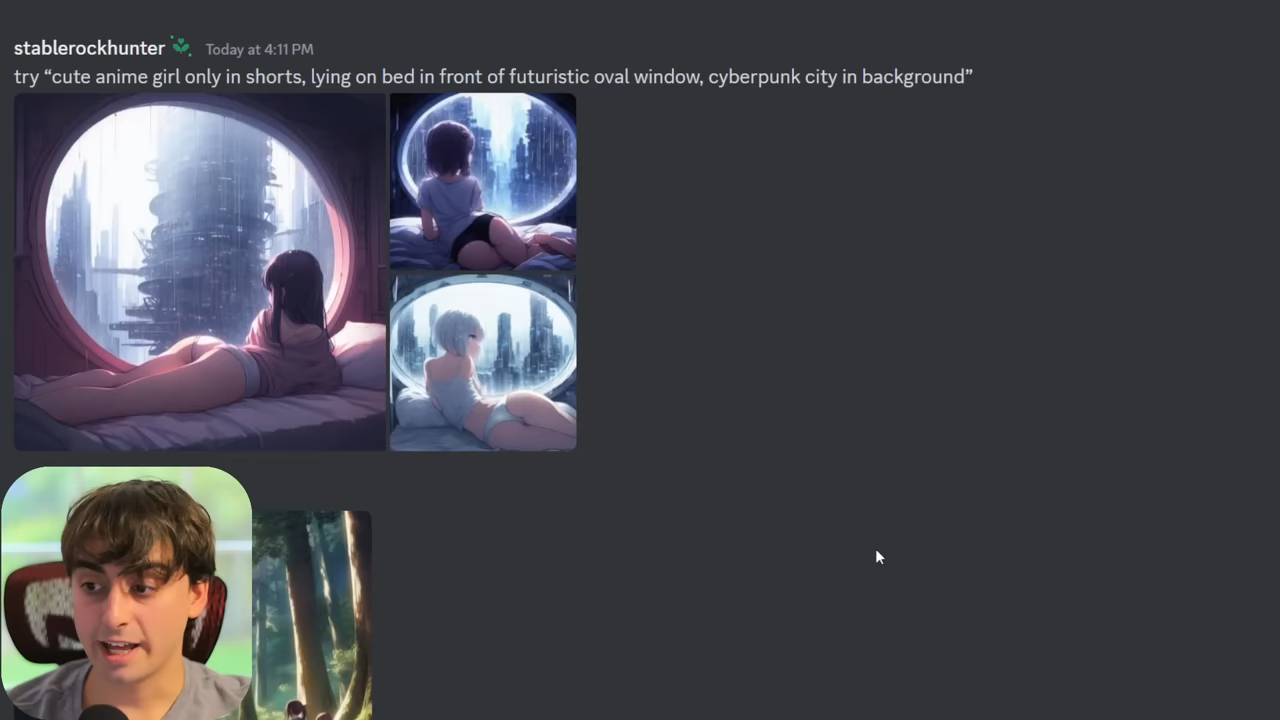 stablerockhunter Today at 4:11 PM
try “cute anime girl only in shorts, lying on bed in front of futuristic oval window, cyberpunk city in background”